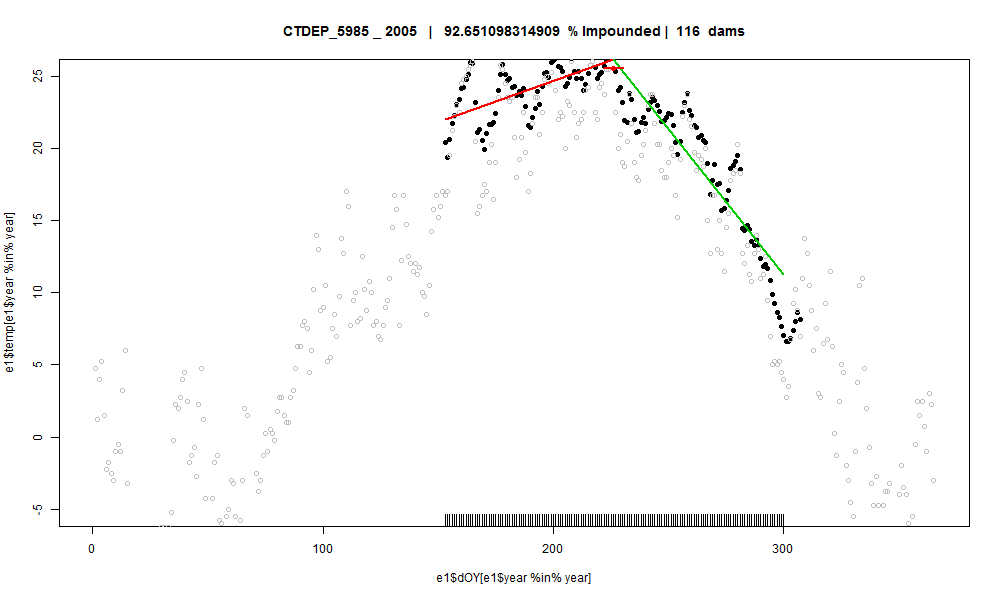 CTDEP_5985 _ 2005 | 92.651098314909 % Impounded | 116 dams
e1$temp[e1$year %in% year]
25
20
15
10
5
0
-5
0 100 200 300
e1$dOY[e1$year %in% year]